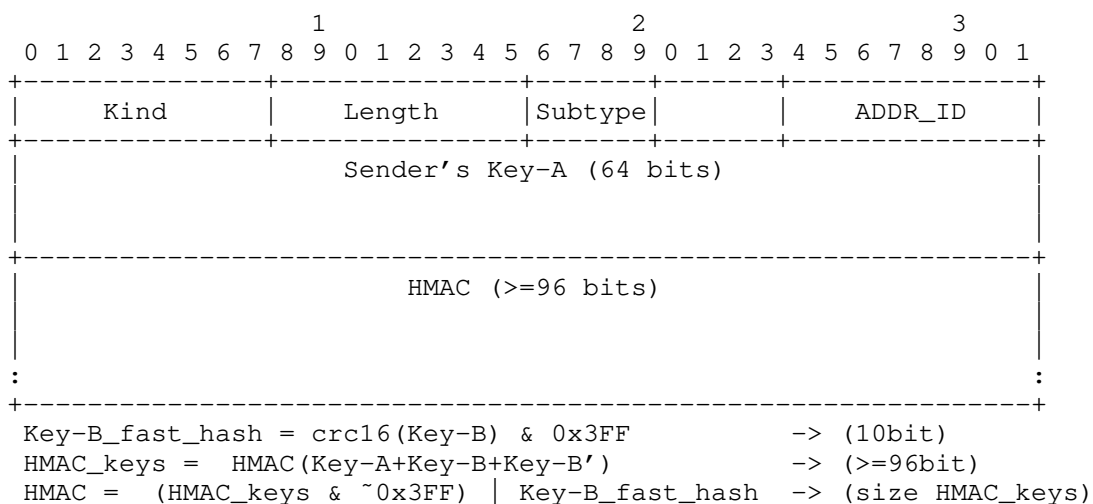 1 2 3
0 1 2 3 4 5 6 7 8 9 0 1 2 3 4 5 6 7 8 9 0 1 2 3 4 5 6 7 8 9 0 1
+---------------+---------------+-------+-------+---------------+
| Kind | Length |Subtype| | ADDR_ID |
+---------------+---------------+-------+-------+---------------+
| Sender's Key-A (64 bits) |
| |
| |
+---------------------------------------------------------------+
| HMAC (>=96 bits) |
| |
| |
: :
+---------------------------------------------------------------+
Key-B_fast_hash = crc16(Key-B) & 0x3FF -> (10bit)
HMAC_keys = HMAC(Key-A+Key-B+Key-B') -> (>=96bit)
HMAC = (HMAC_keys & ~0x3FF) | Key-B_fast_hash -> (size HMAC_keys)